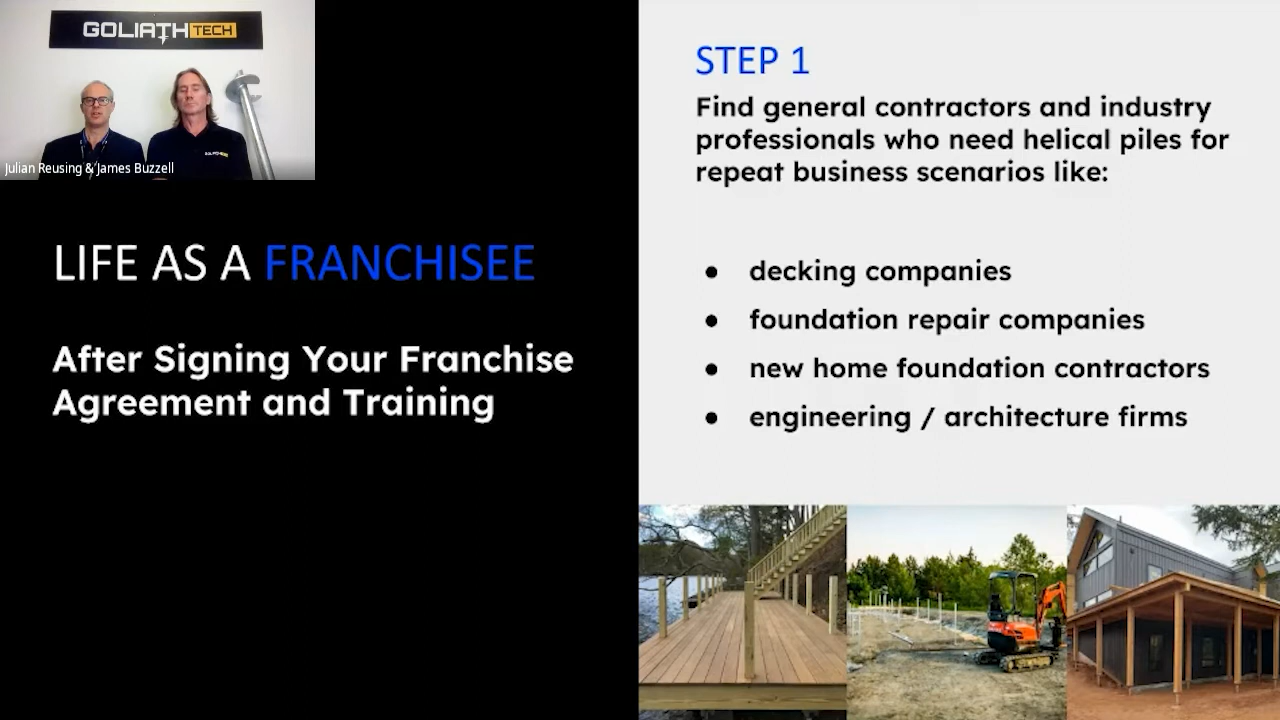 GOLIATHTECH
GOLIATHTECH
Julian Reusing & James Buzzell
LIFE AS A FRANCHISEE
After Signing Your Franchise
Agreement and Training
STEP 1
Find general contractors and industry
professionals who need helical piles for
repeat business scenarios like:
● decking companies
● foundation repair companies
● new home foundation contractors
● engineering / architecture firms